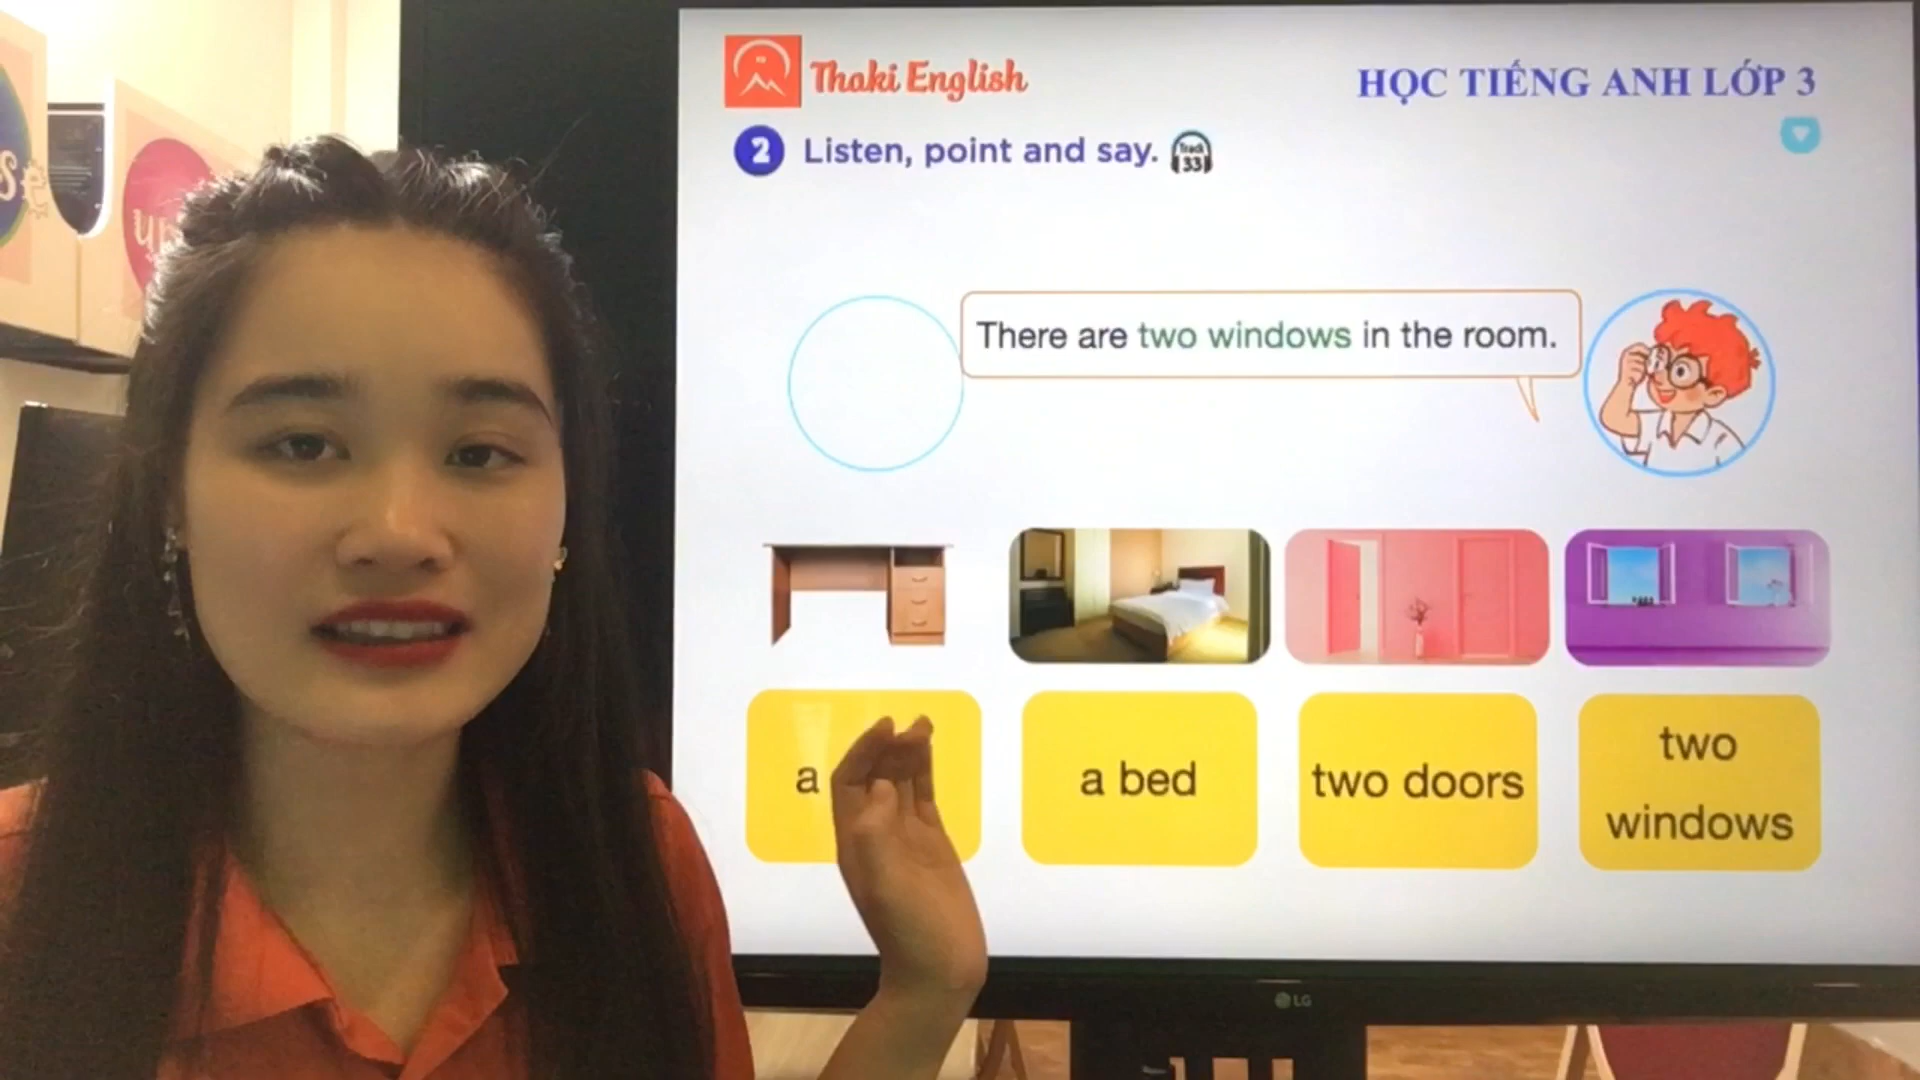 Thaki English
HỌC TIẾNG ANH LỚP 3
2 Listen, point and say. Track 33
There are two windows in the room.
a
a bed
two doors
two
windows
LG